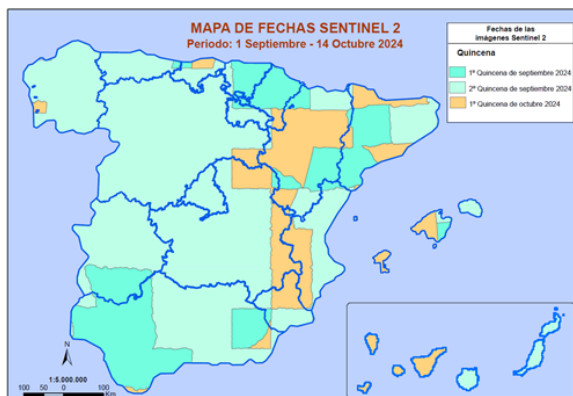 MAPA DE FECHAS SENTINEL 2
Periodo: 1 Septiembre - 14 Octubre 2024
Fechas de las
imágenes Sentinel 2
Quincena
1ª Quincena de septiembre 2024
2ª Quincena de septiembre 2024
1ª Quincena de octubre 2024
N
1:5.000.000
100 50 0 100
Km